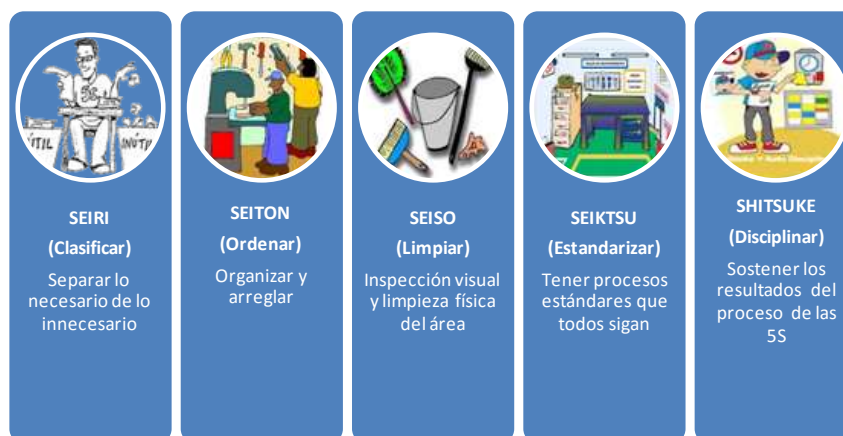 ÚTIL
SEIRI
(Clasificar)
Separar lo
necesario de lo
innecesario
SEITON
(Ordenar)
Organizar y
arreglar
SEISO
(Limpiar)
Inspección visual
y limpieza física
del área
SEIKTSU
(Estandarizar)
Tener procesos
estándares que
todos sigan
SHITSUKE
(Disciplinar)
Sostener los
resultados del
proceso de las
5S